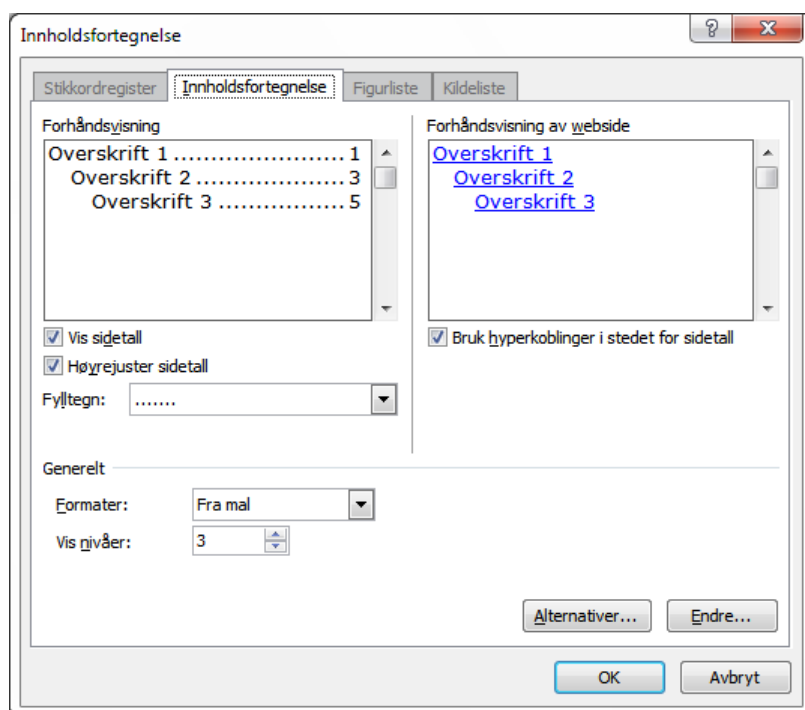 Innholdsfortegnelse
Stikkordregister Innholdsfortegnelse Figurliste Kildeliste
Forhåndsvisning
Overskrift 1 ........................ 1
Overskrift 2 ..................... 3
Overskrift 3 .................. 5
Vis sidetall
Høyrejuster sidetall
Fylltegn: .......
Forhåndsvisning av webside
Overskrift 1
Overskrift 2
Overskrift 3
Bruk hyperkoblinger i stedet for sidetall
Generelt
Formater: Fra mal
Vis nivåer: 3
Alternativer... Endre...
OK Avbryt